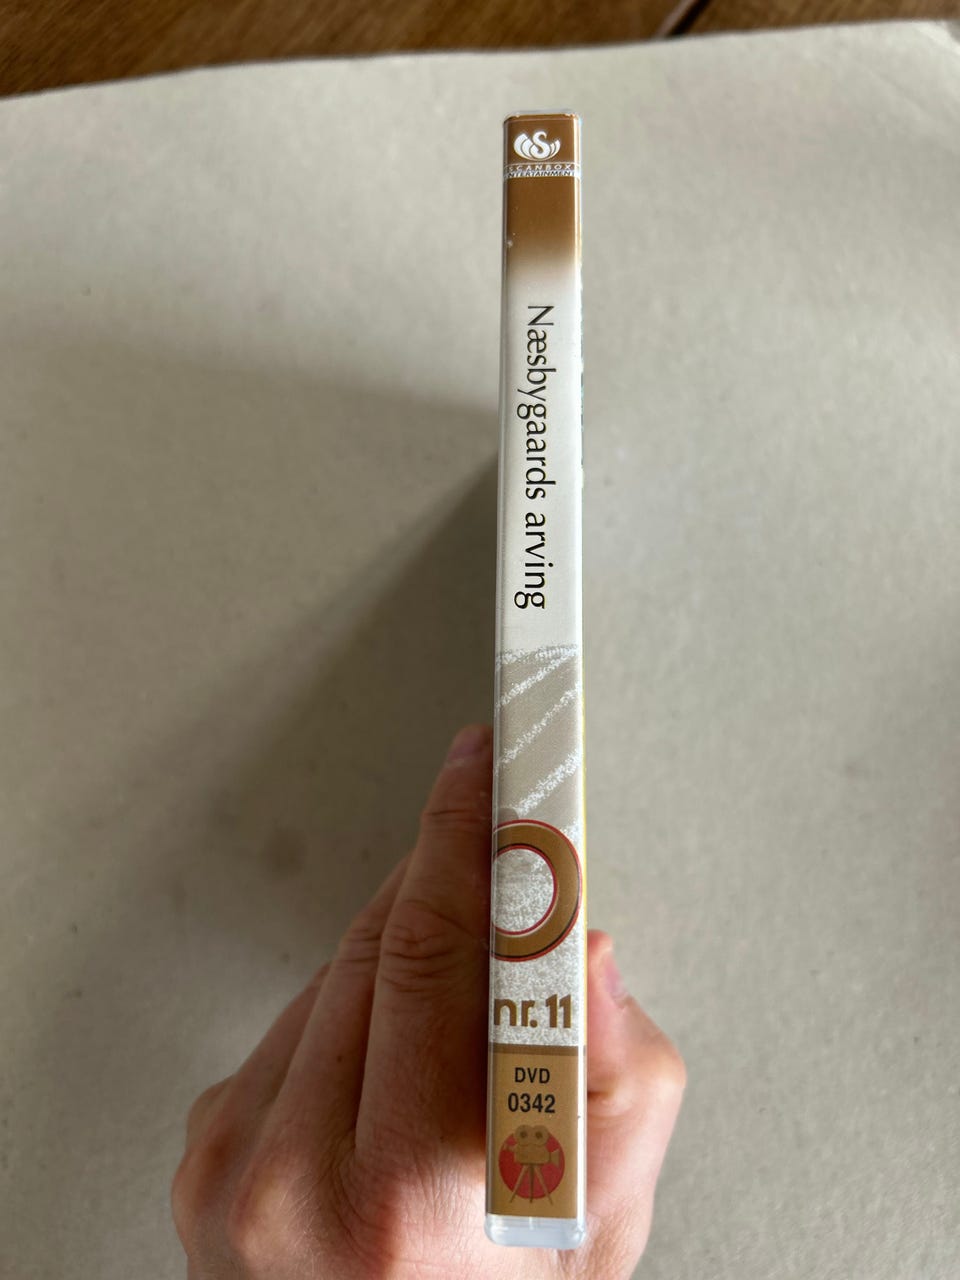 SCANBOX
ENTERTAINMENT
Næsbygaards arving
nr. 11
DVD
0342